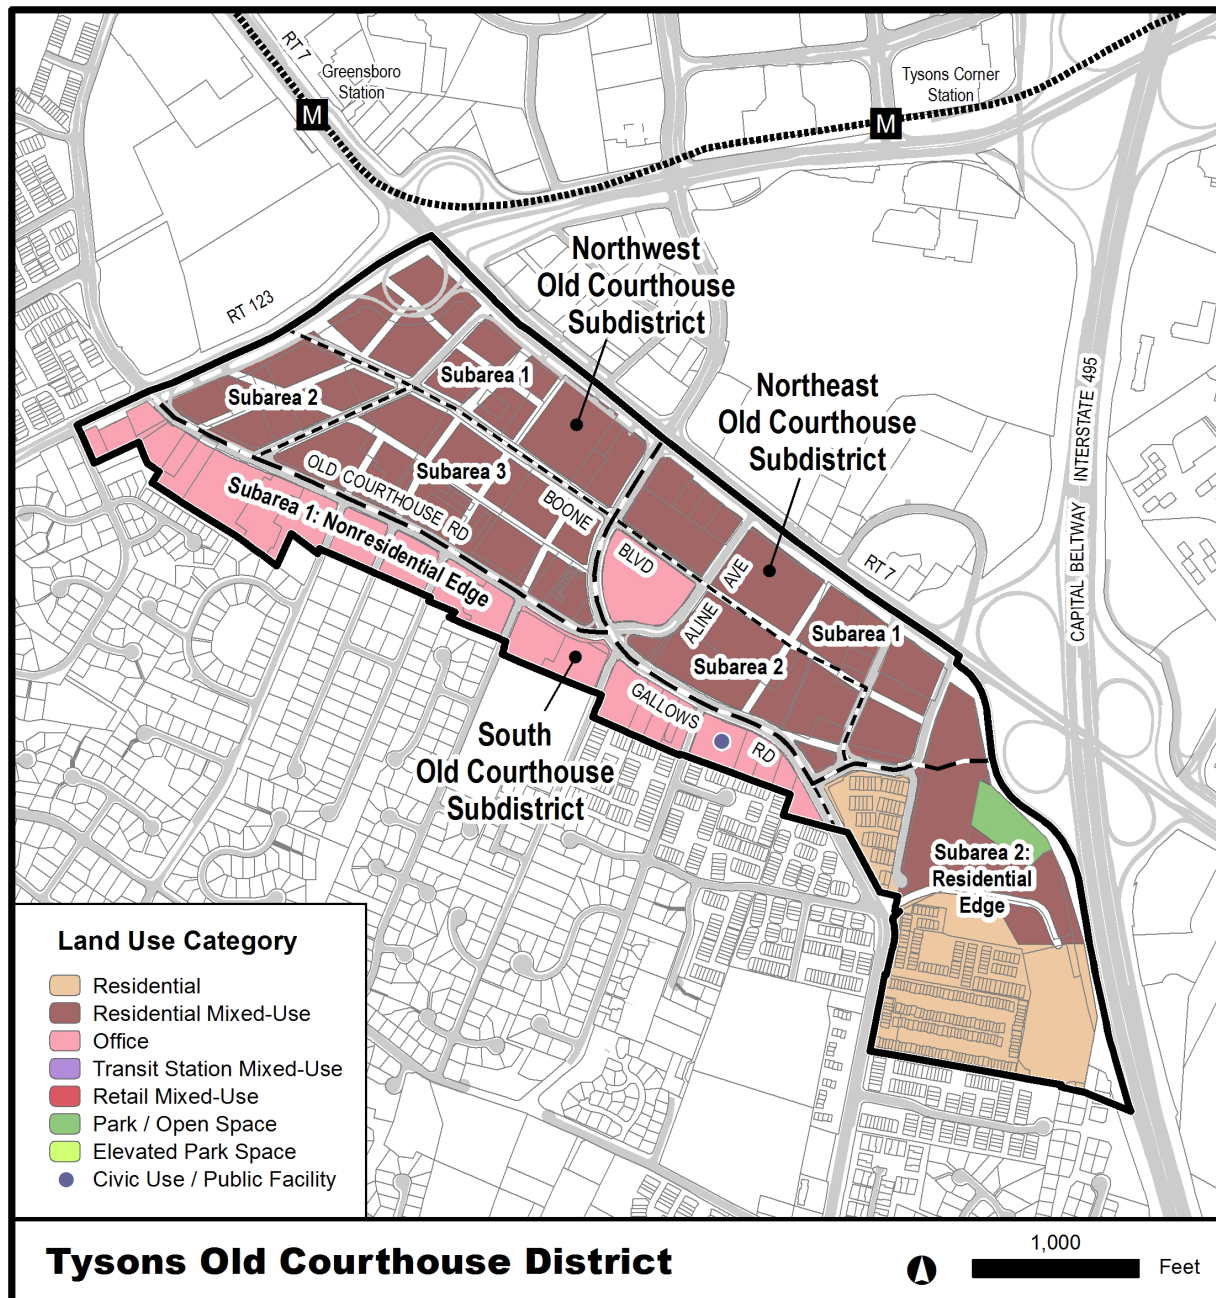 RT 7
Greensboro
Station
M
Tysons Corner
Station
M
RT 123
Northwest
Old Courthouse
Subdistrict
Northeast
Old Courthouse
Subdistrict
Subarea 1
Subarea 2
Subarea 3
OLD COURTHOUSE RD
BOONE
BLVD
AVE
ALINE
RT 7
CAPITAL BELTWAY INTERSTATE 495
Subarea 1: Nonresidential Edge
Subarea 1
Subarea 2
GALLOWS
RD
South
Old Courthouse
Subdistrict
Subarea 2:
Residential
Edge
Land Use Category
Residential
Residential Mixed-Use
Office
Transit Station Mixed-Use
Retail Mixed-Use
Park / Open Space
Elevated Park Space
Civic Use / Public Facility
Tysons Old Courthouse District
1,000
Feet